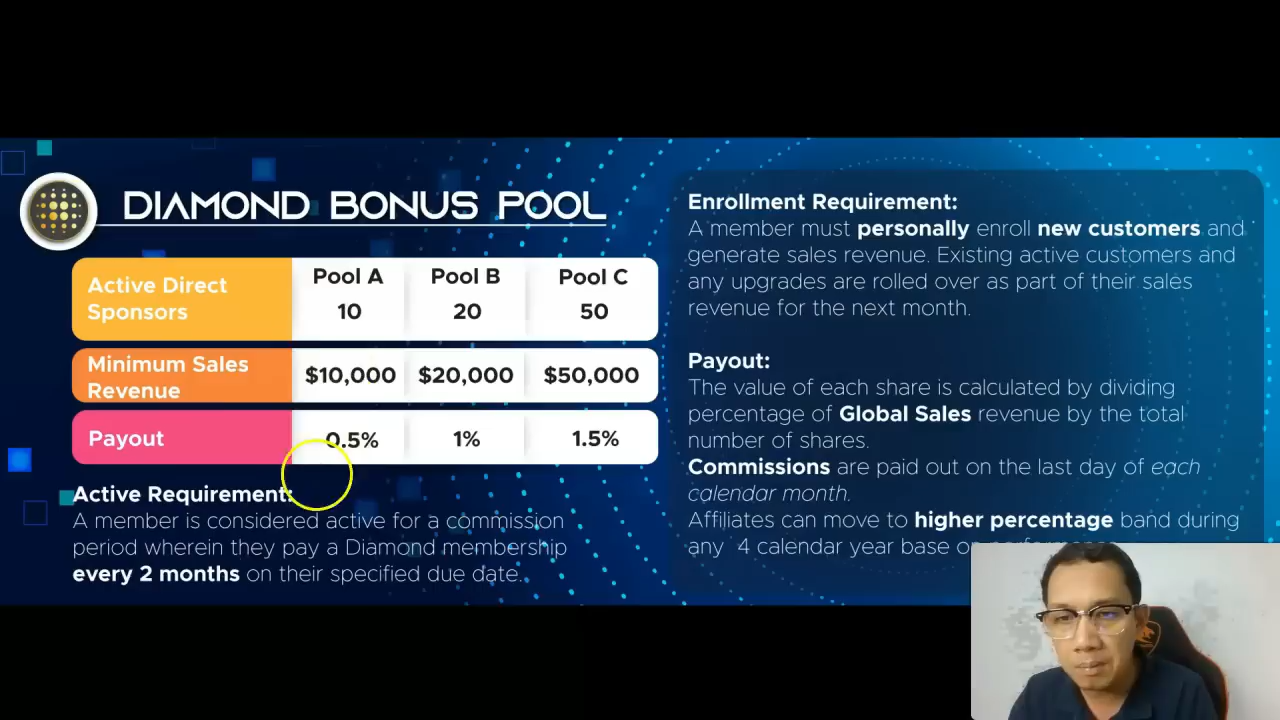 DIAMOND BONUS POOL
Active Direct
Sponsors
Pool A
10
Pool B
20
Pool C
50
Minimum Sales
Revenue
$10,000
$20,000
$50,000
Payout
0.5%
1%
1.5%
Active Requirement:
A member is considered active for a commission
period wherein they pay a Diamond membership
every 2 months on their specified due date.
Enrollment Requirement:
A member must personally enroll new customers and
generate sales revenue. Existing active customers and
any upgrades are rolled over as part of their sales
revenue for the next month.
Payout:
The value of each share is calculated by dividing
percentage of Global Sales revenue by the total
number of shares.
Commissions are paid out on the last day of each
calendar month.
Affiliates can move to higher percentage band during
any 4 calendar year base on